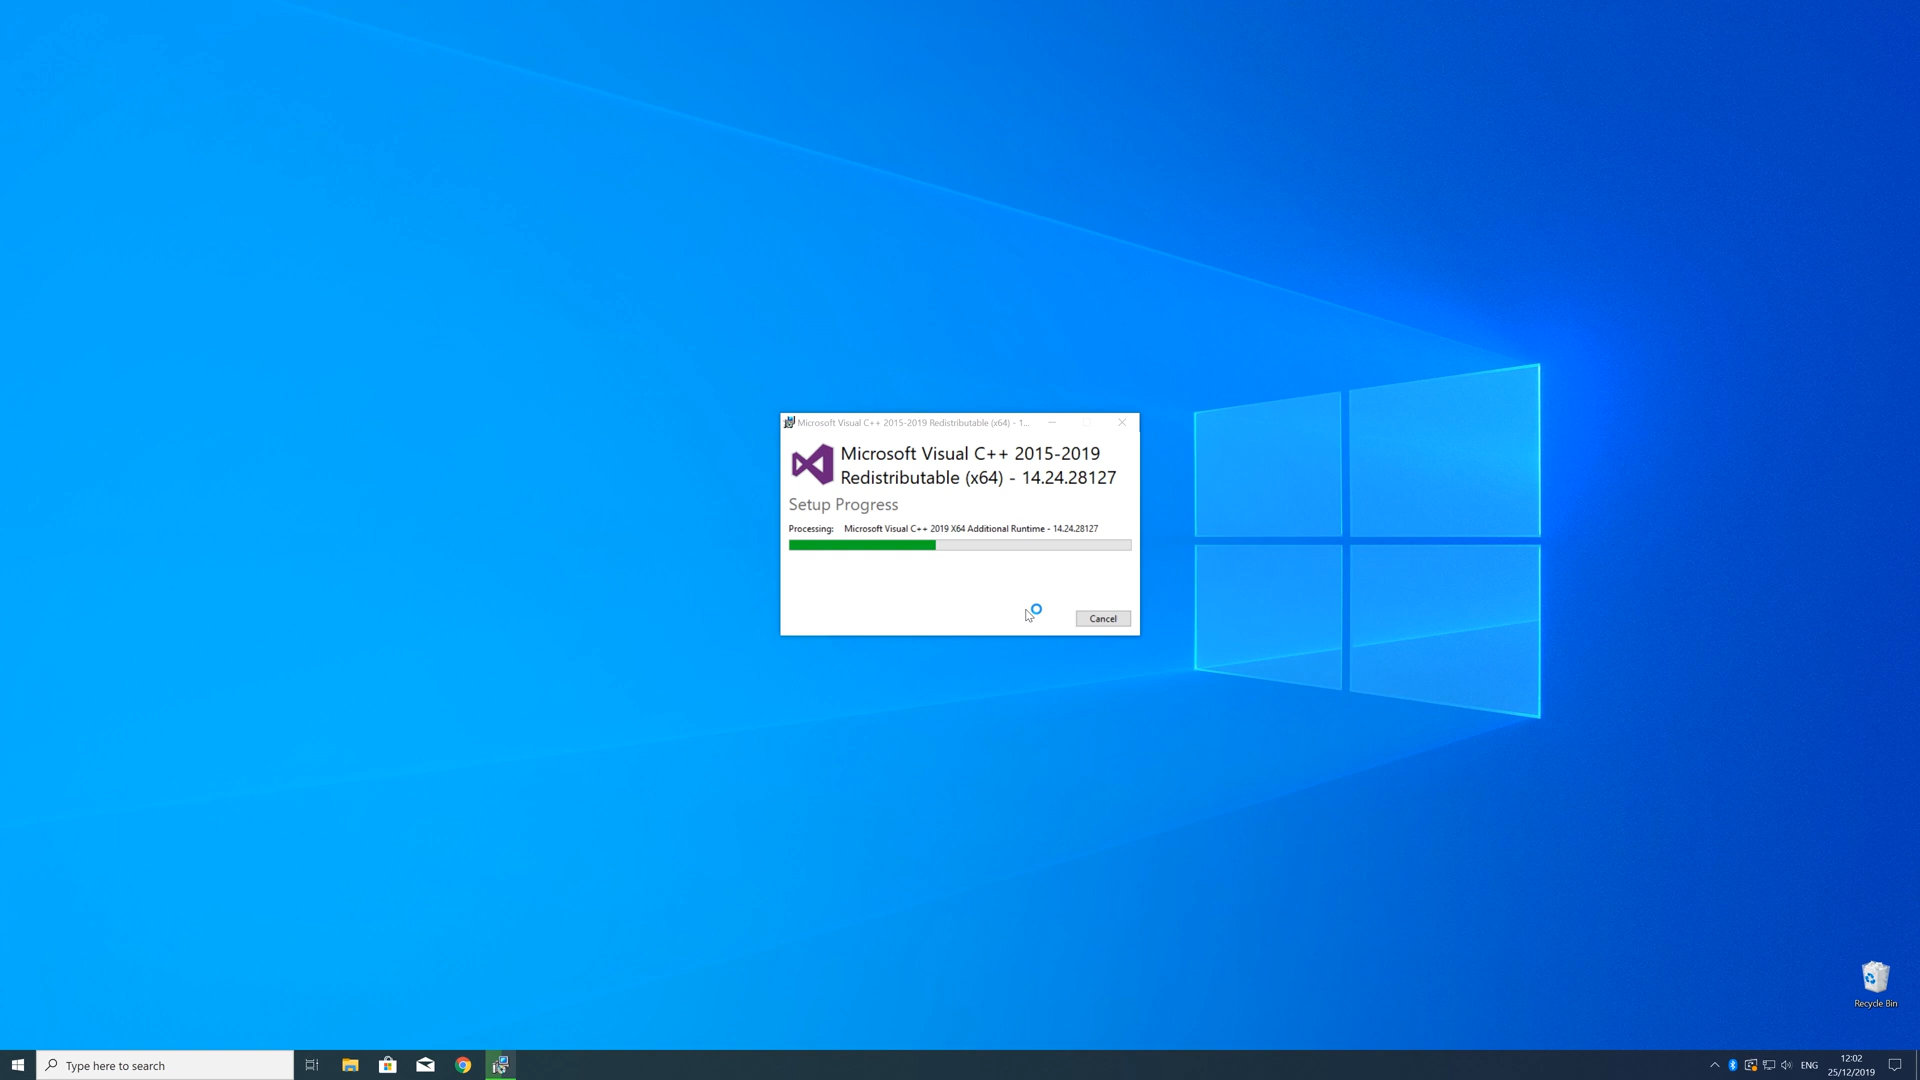 Microsoft Visual C++ 2015-2019 Redistributable (x64) - 1...
Microsoft Visual C++ 2015-2019
Redistributable (x64) - 14.24.28127
Setup Progress
Processing: Microsoft Visual C++ 2019 X64 Additional Runtime - 14.24.28127
Cancel
Recycle Bin
Type here to search
ENG
12:02
25/12/2019